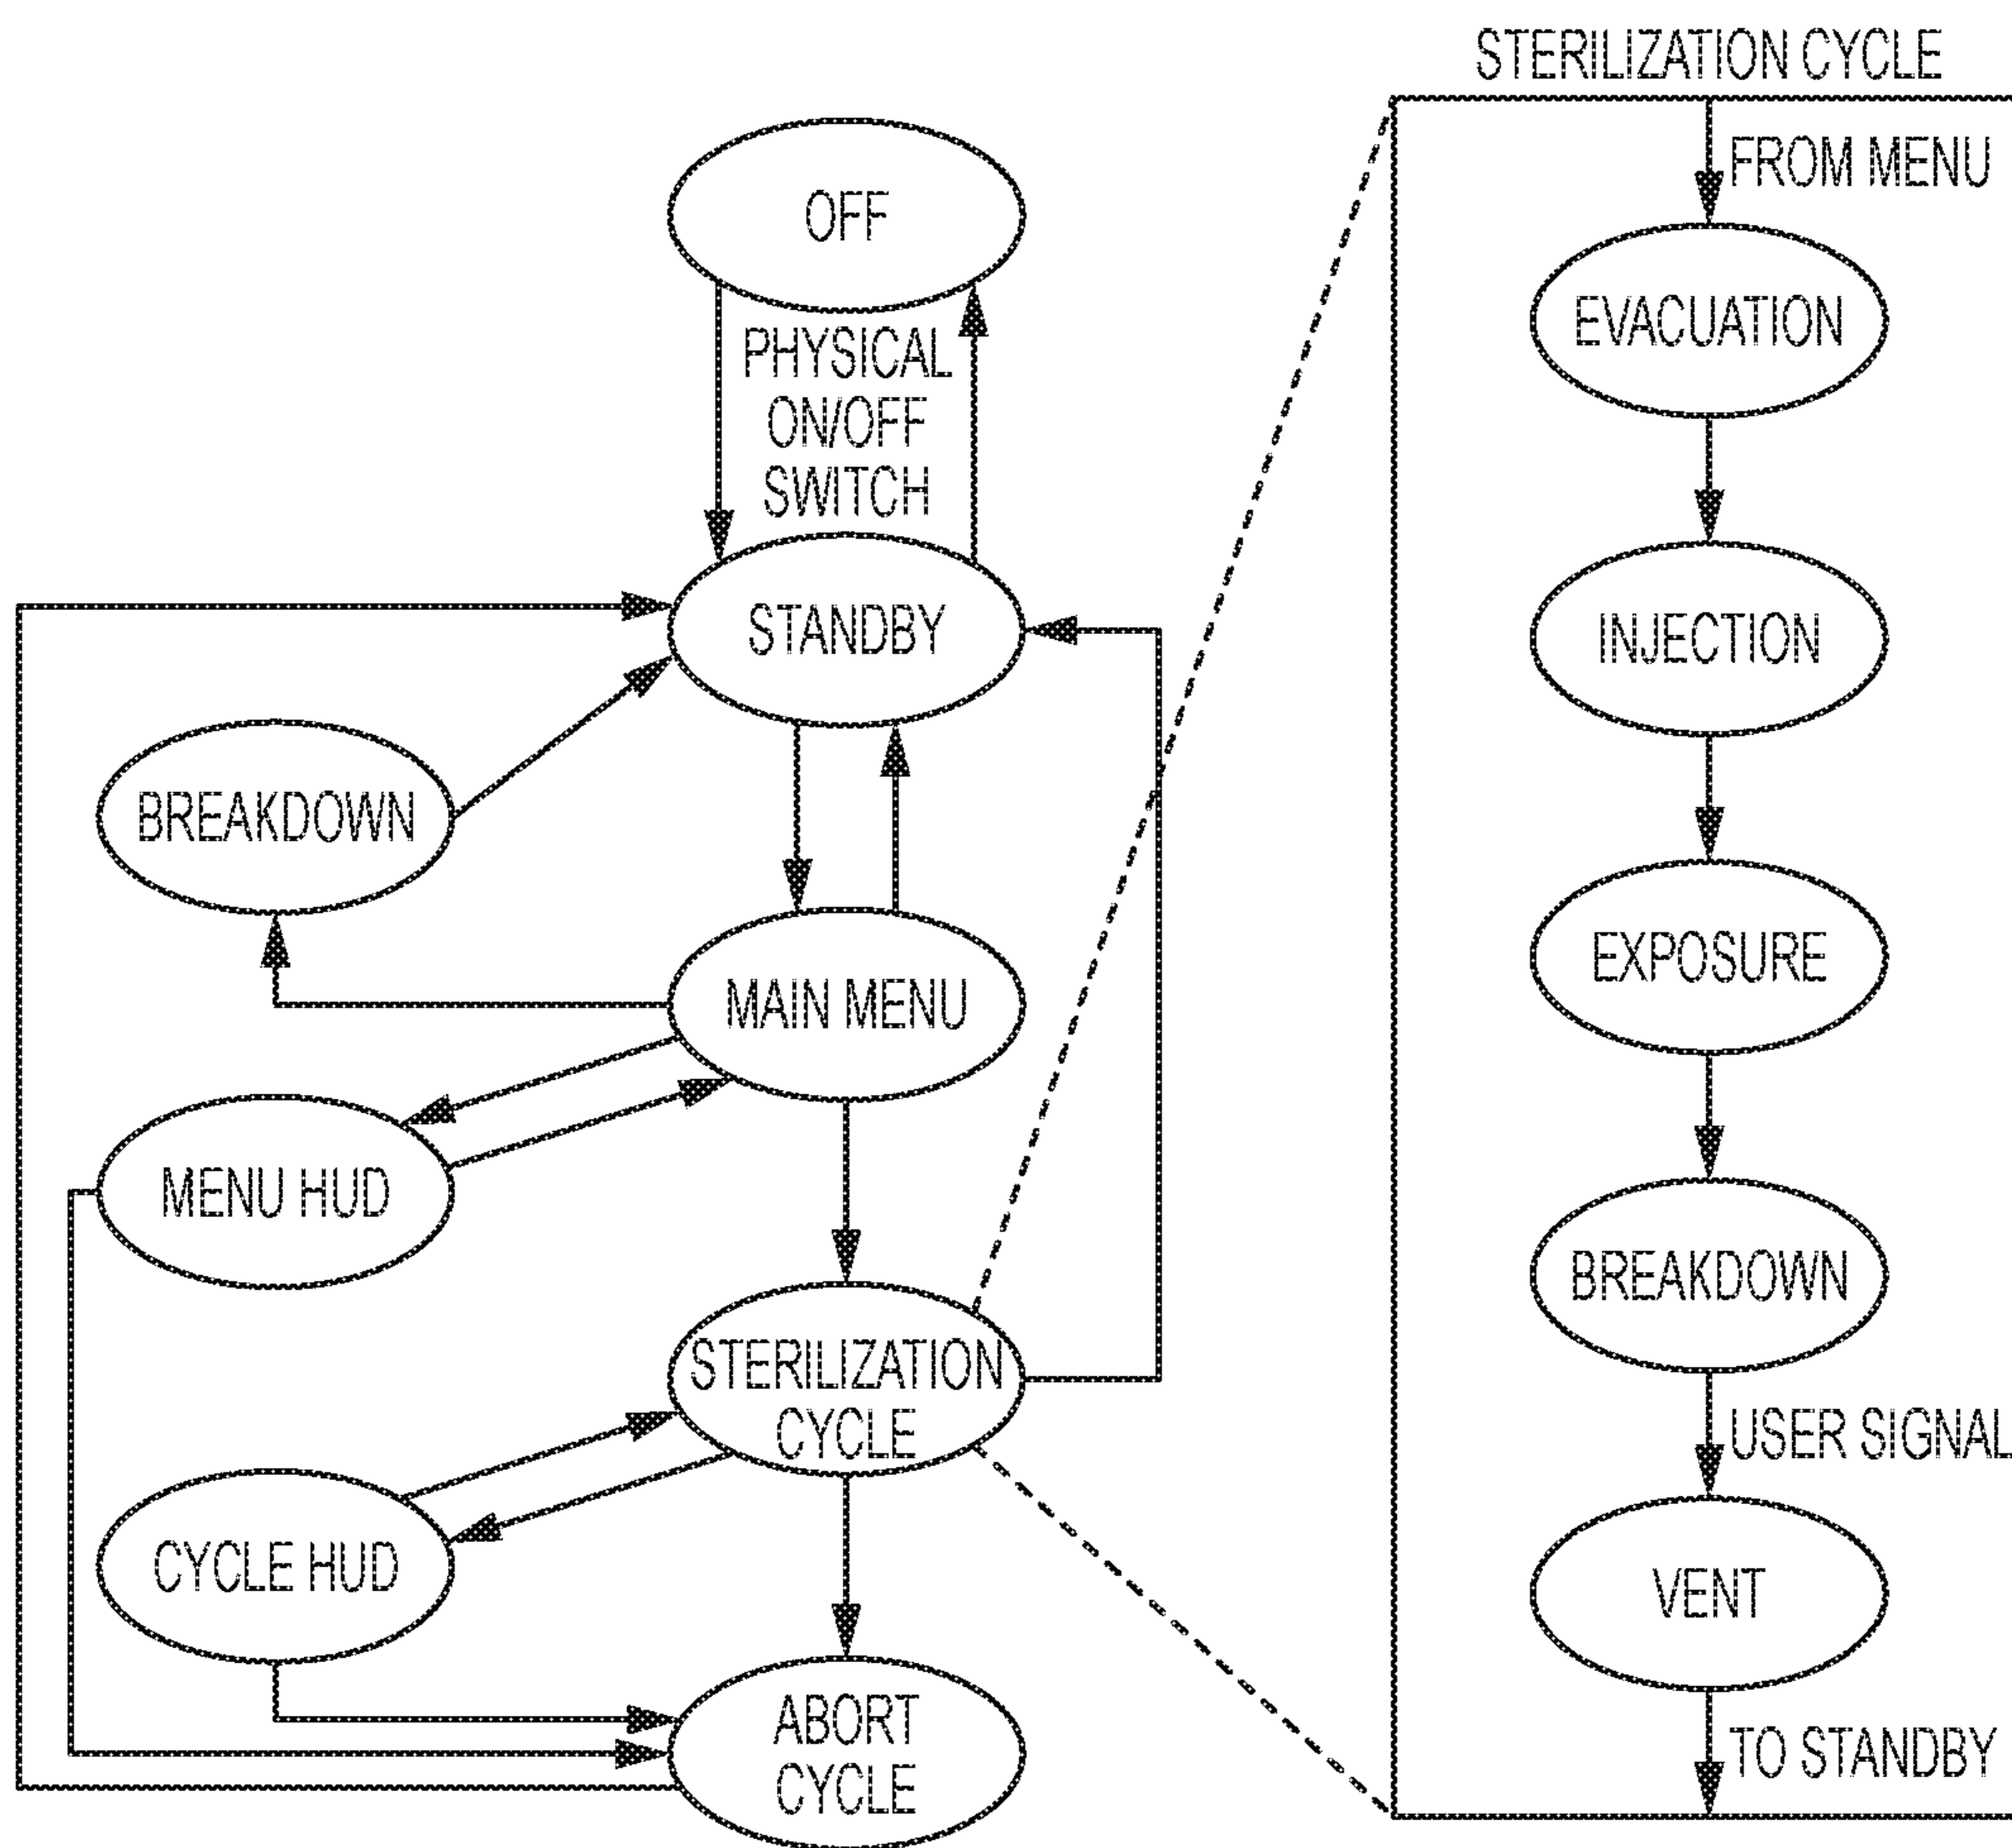 OFF
PHYSICAL
ON/OFF
SWITCH
STANDBY
BREAKDOWN
MAIN MENU
MENU HUD
STERILIZATION
CYCLE
CYCLE HUD
ABORT
CYCLE
STERILIZATION CYCLE
FROM MENU
EVACUATION
INJECTION
EXPOSURE
BREAKDOWN
USER SIGNAL
VENT
TO STANDBY